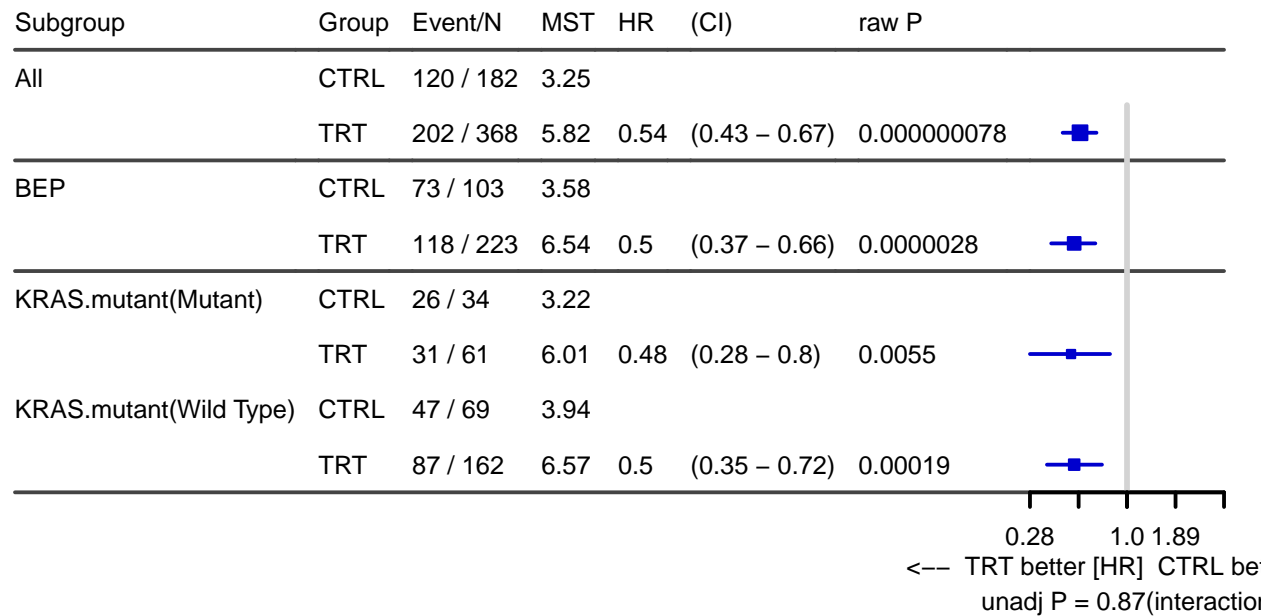 Subgroup Group Event/N MST HR (CI) raw P
All CTRL 120 / 182 3.25
TRT 202 / 368 5.82 0.54 (0.43 − 0.67) 0.000000078
BEP CTRL 73 / 103 3.58
TRT 118 / 223 6.54 0.5 (0.37 − 0.66) 0.0000028
KRAS.mutant(Mutant) CTRL 26 / 34 3.22
TRT 31 / 61 6.01 0.48 (0.28 − 0.8) 0.0055
KRAS.mutant(Wild Type) CTRL 47 / 69 3.94
TRT 87 / 162 6.57 0.5 (0.35 − 0.72) 0.00019
0.28 1.0 1.89
<−− TRT better [HR] CTRL be
unadj P = 0.87(interaction